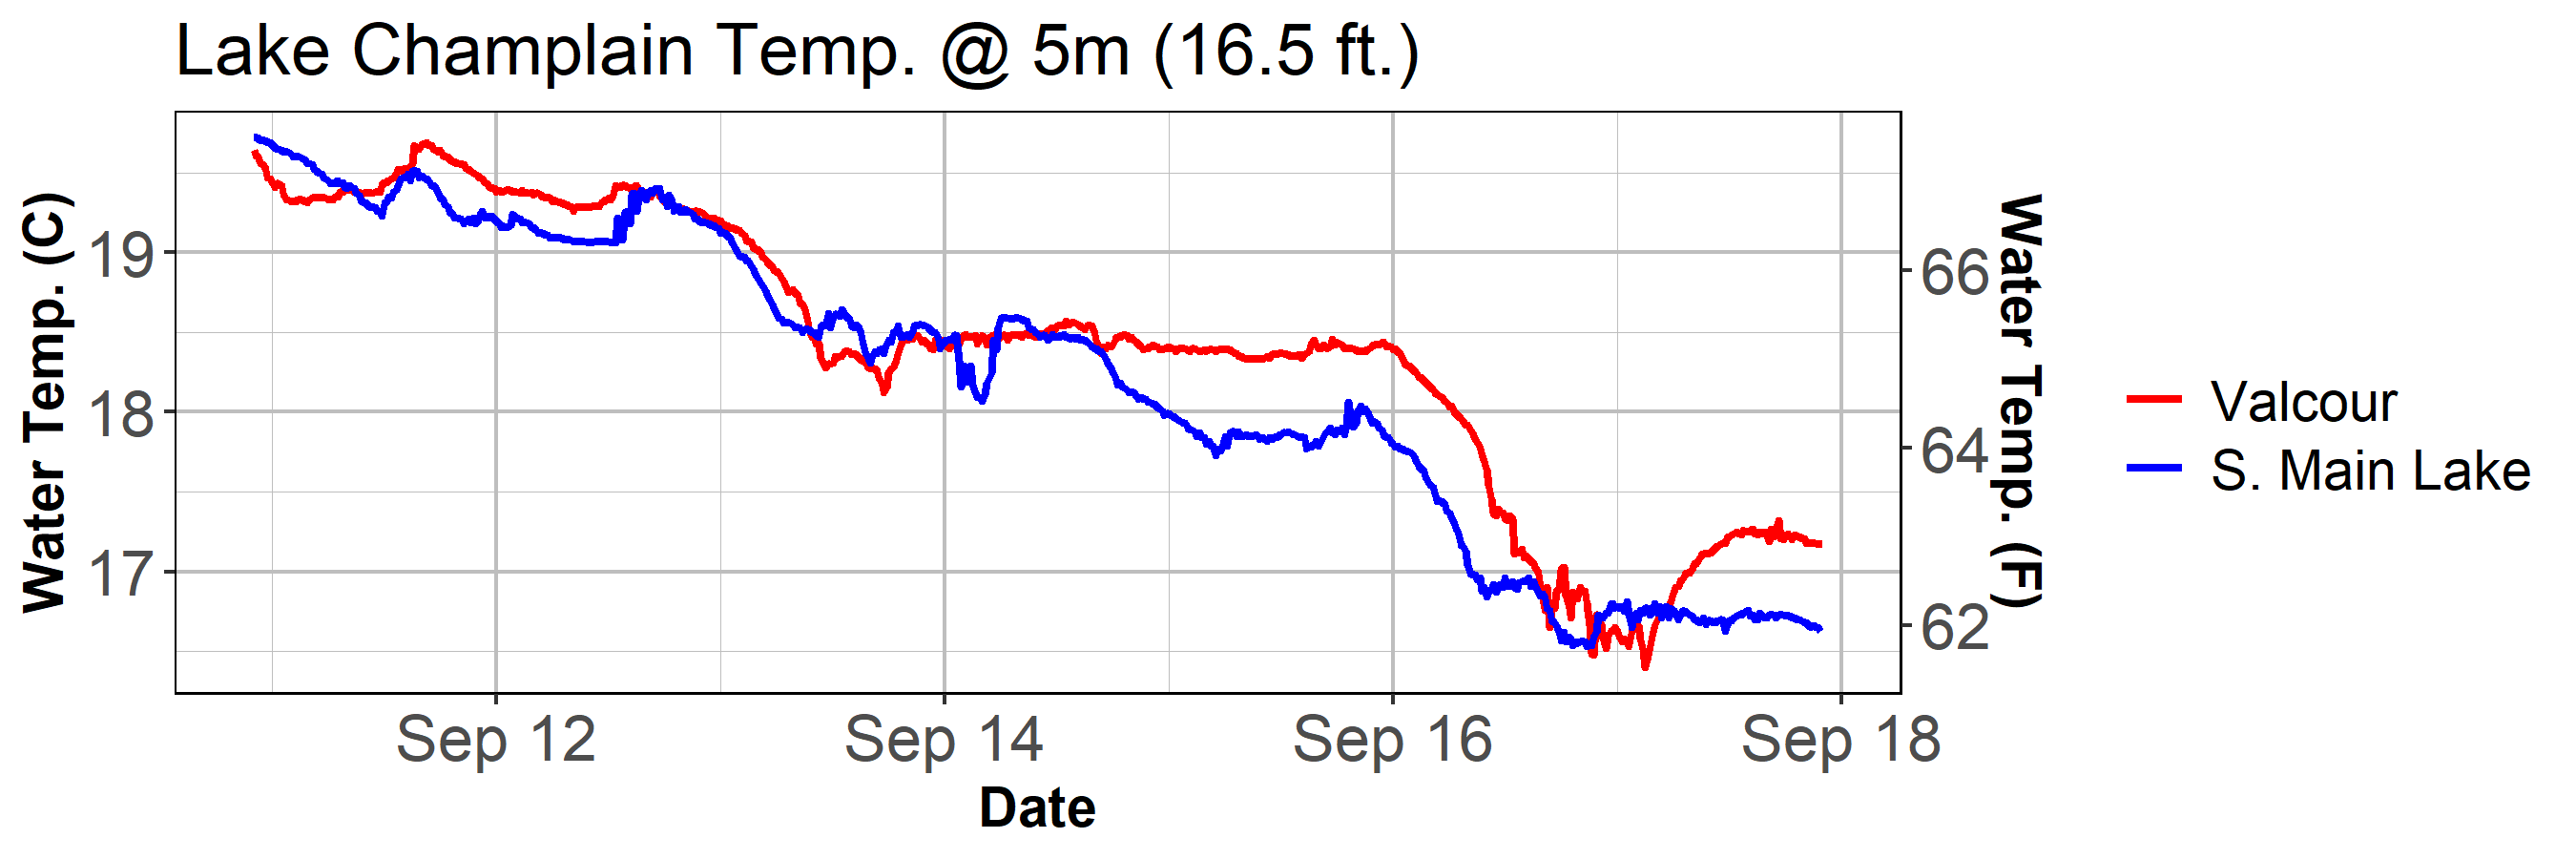 Lake Champlain Temp. @ 5m (16.5 ft.)
Water Temp. (C)
19
18
17
66
64
62
Water Temp. (F)
Valcour
S. Main Lake
Sep 12
Sep 14
Sep 16
Sep 18
Date